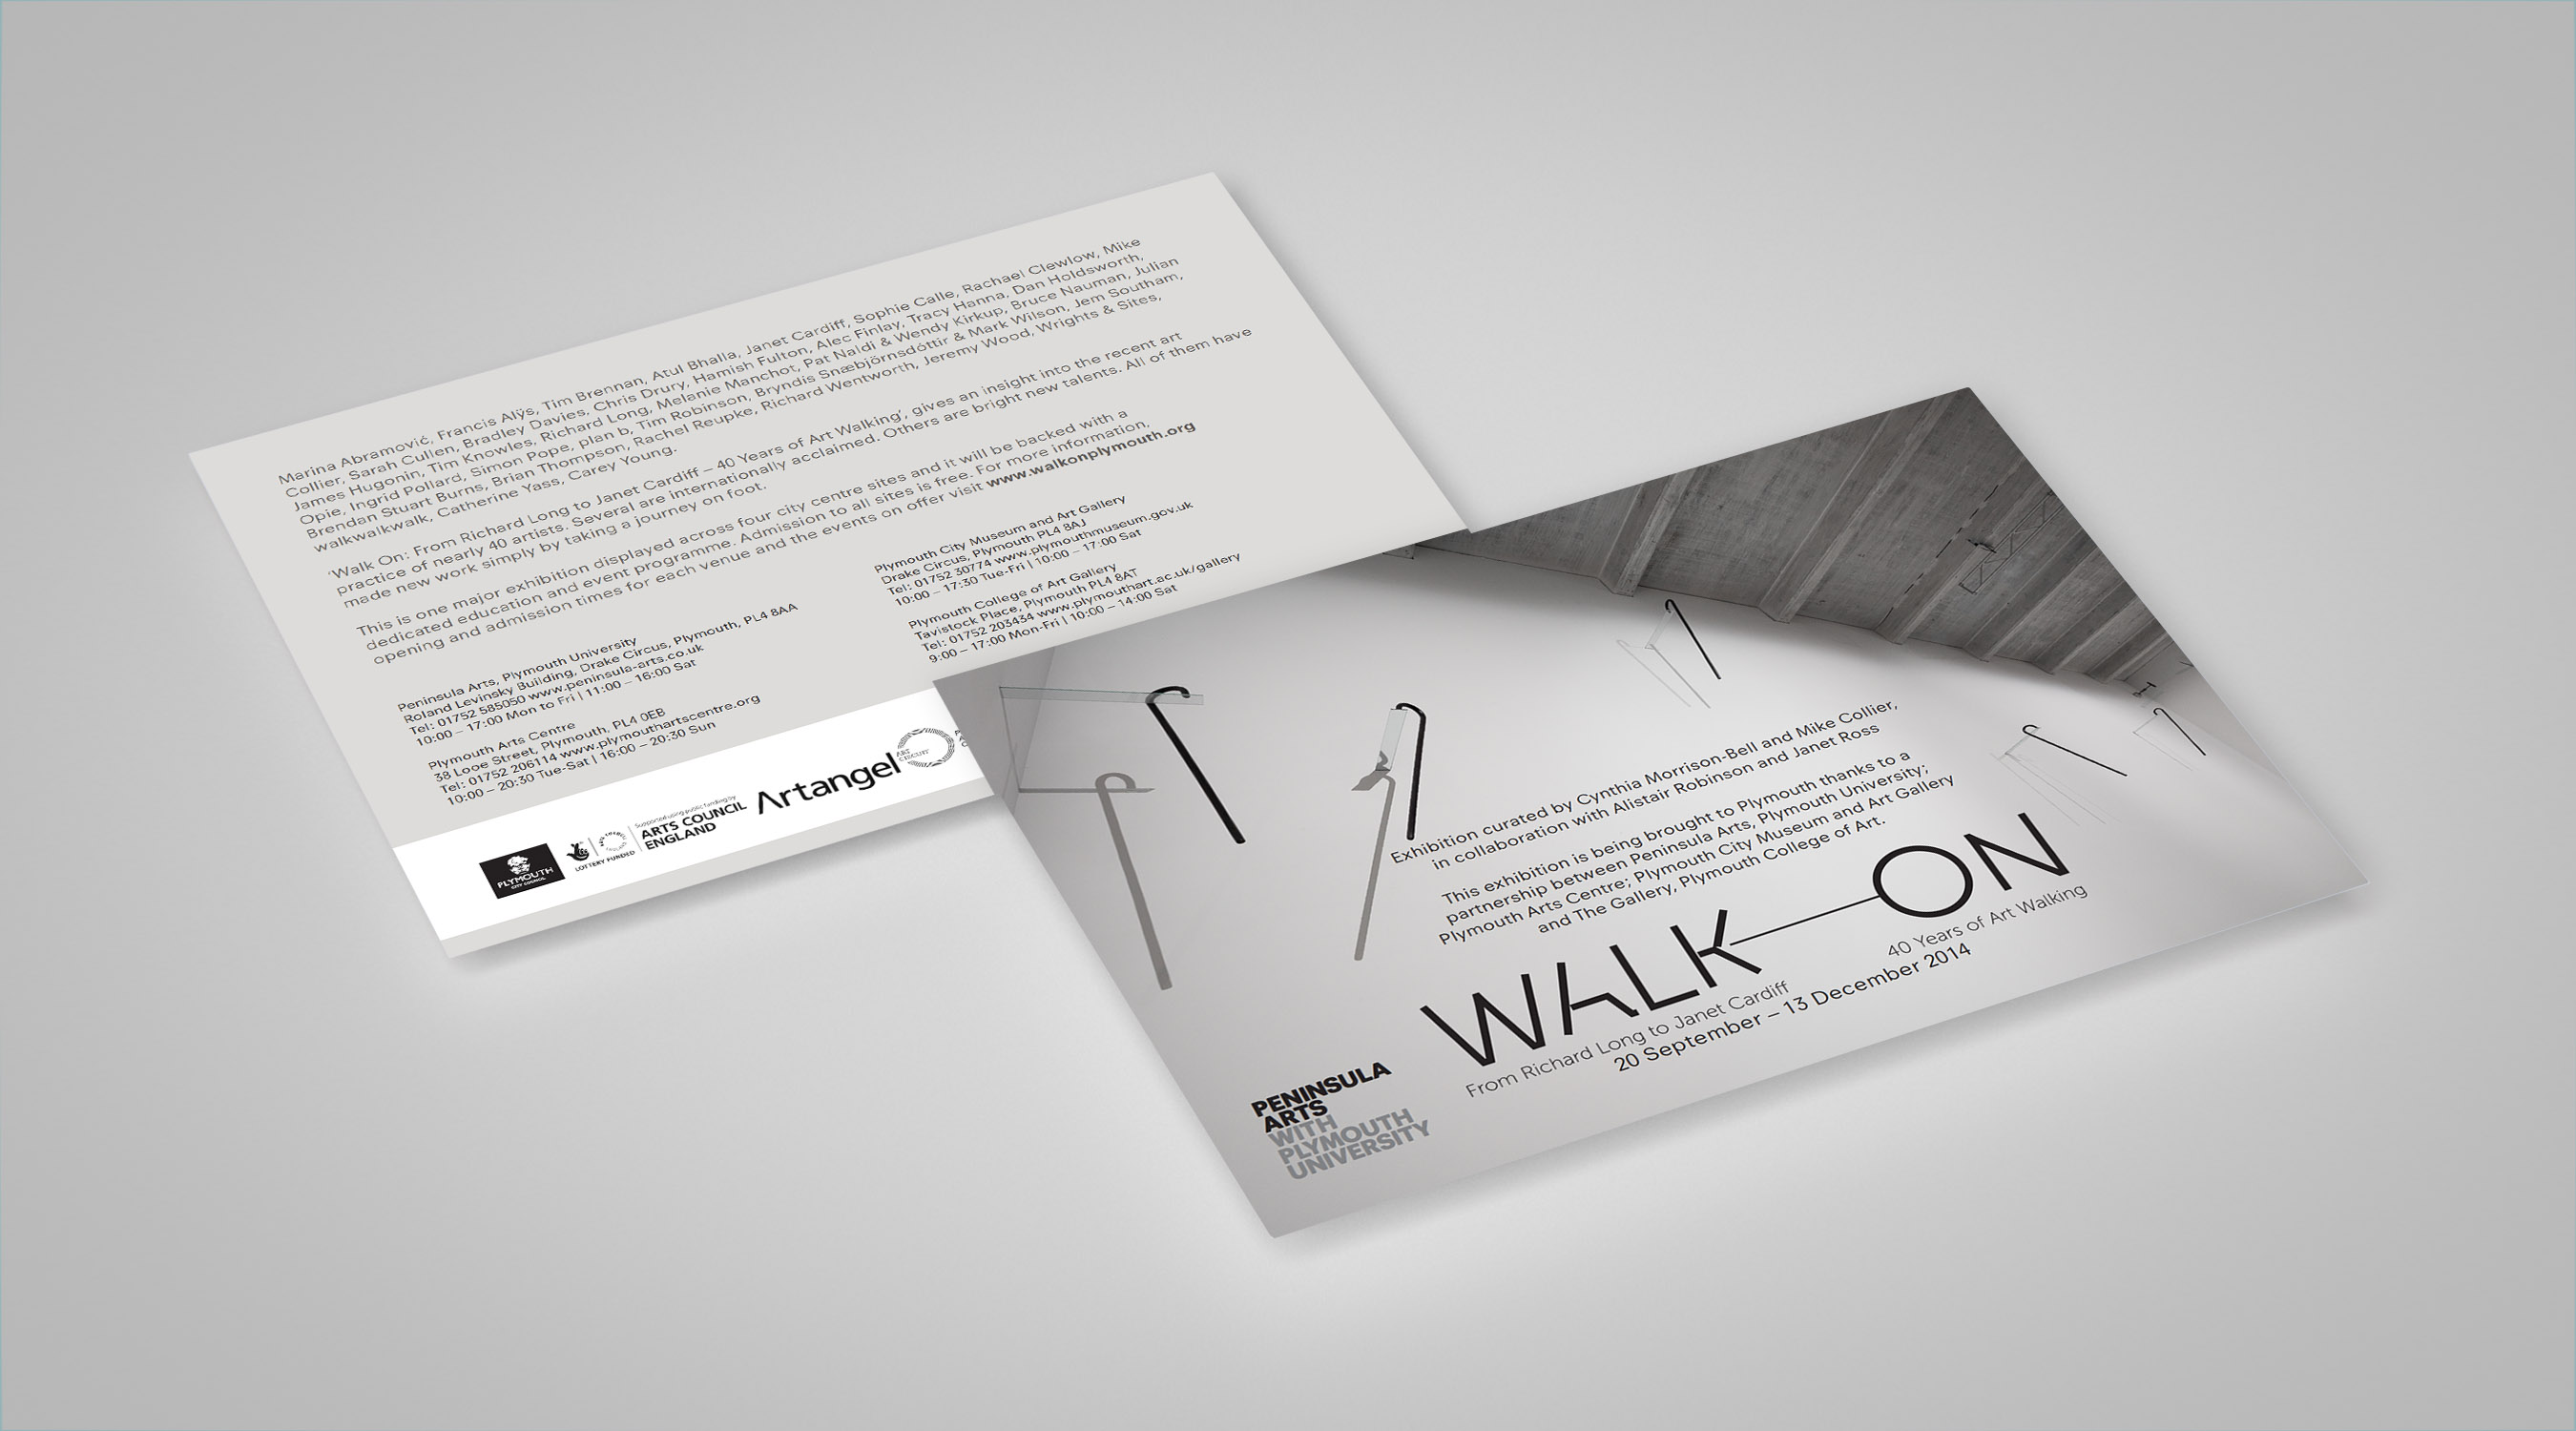 Marina Abramović, Francis Alÿs, Tim Brennan, Atul Bhalla, Janet Cardiff, Sophie Calle, Rachael Clewlow, Mike
Collier, Sarah Cullen, Bradley Davies, Chris Drury, Hamish Fulton, Alec Finlay, Tracy Hanna, Dan Holdsworth,
James Hugonin, Tim Knowles, Richard Long, Melanie Manchot, Pat Naldi & Wendy Kirkup, Bruce Nauman, Julian
Opie, Ingrid Pollard, Simon Pope, plan b, Tim Robinson, Bryndis Snæbjörnsdóttir & Mark Wilson, Jem Southam,
Brendan Stuart Burns, Brian Thompson, Rachel Reupke, Richard Wentworth, Jeremy Wood, Wrights & Sites,
walkwalkwalk, Catherine Yass, Carey Young.
'Walk On: From Richard Long to Janet Cardiff – 40 Years of Art Walking', gives an insight into the recent art
practice of nearly 40 artists. Several are internationally acclaimed. Others are bright new talents. All of them have
made new work simply by taking a journey on foot.
This is one major exhibition displayed across four city centre sites and it will be backed with a
dedicated education and event programme. Admission to all sites is free. For more information,
opening and admission times for each venue and the events on offer visit www.walkonplymouth.org
Peninsula Arts, Plymouth University
Roland Levinsky Building, Drake Circus, Plymouth, PL4 8AA
Tel: 01752 585050 www.peninsula-arts.co.uk
10:00 – 17:00 Mon to Fri | 11:00 – 16:00 Sat
Plymouth Arts Centre
38 Looe Street, Plymouth, PL4 0EB
Tel: 01752 206114 www.plymouthartscentre.org
10:00 – 20:30 Tue-Sat | 16:00 – 20:30 Sun
Plymouth City Museum and Art Gallery
Drake Circus, Plymouth PL4 8AJ
Tel: 01752 30774 www.plymouthmuseum.gov.uk
10:00 – 17:30 Tue-Fri | 10:00 – 17:00 Sat
Plymouth College of Art Gallery
Tavistock Place, Plymouth PL4 8AT
Tel: 01752 203434 www.plymouthart.ac.uk/gallery
9:00 – 17:00 Mon-Fri | 10:00 – 14:00 Sat
PLYMOUTH
CITY COUNCIL
LOTTERY FUNDED
Supported using public funding by
ARTS COUNCIL
ENGLAND
Artangel
ART
CIRCUIT
Exhibition curated by Cynthia Morrison-Bell and Mike Collier,
in collaboration with Alistair Robinson and Janet Ross
This exhibition is being brought to Plymouth thanks to a
partnership between Peninsula Arts, Plymouth University;
Plymouth Arts Centre; Plymouth City Museum and Art Gallery
and The Gallery, Plymouth College of Art.
WALK ON
From Richard Long to Janet Cardiff 40 Years of Art Walking
20 September – 13 December 2014
PENINSULA
ARTS
WITH
PLYMOUTH
UNIVERSITY